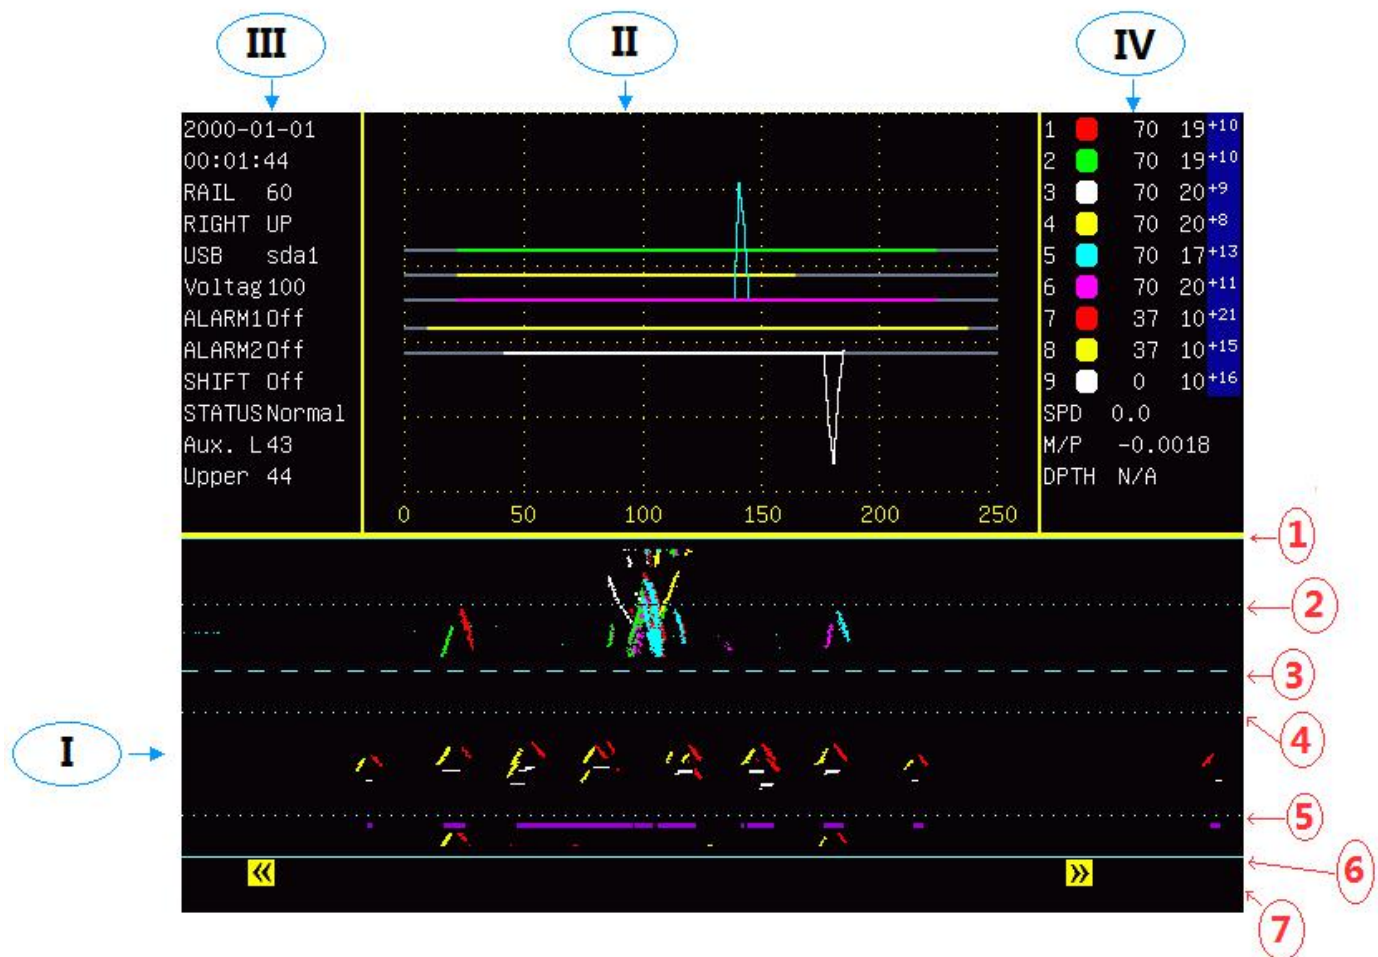 III II IV
2000-01-01
00:01:44
RAIL 60
RIGHT UP
USB sda1
Voltag 100
ALARM1 Off
ALARM2 Off
SHIFT Off
STATUS Normal
Aux. L 43
Upper 44
0 50 100 150 200 250
1 70 19 +10
2 70 19 +10
3 70 20 +9
4 70 20 +8
5 70 17 +13
6 70 20 +11
7 37 10 +21
8 37 10 +15
9 0 10 +16
SPD 0.0
M/P -0.0018
DPTH N/A
1
2
3
I
4
5
6
« »
7